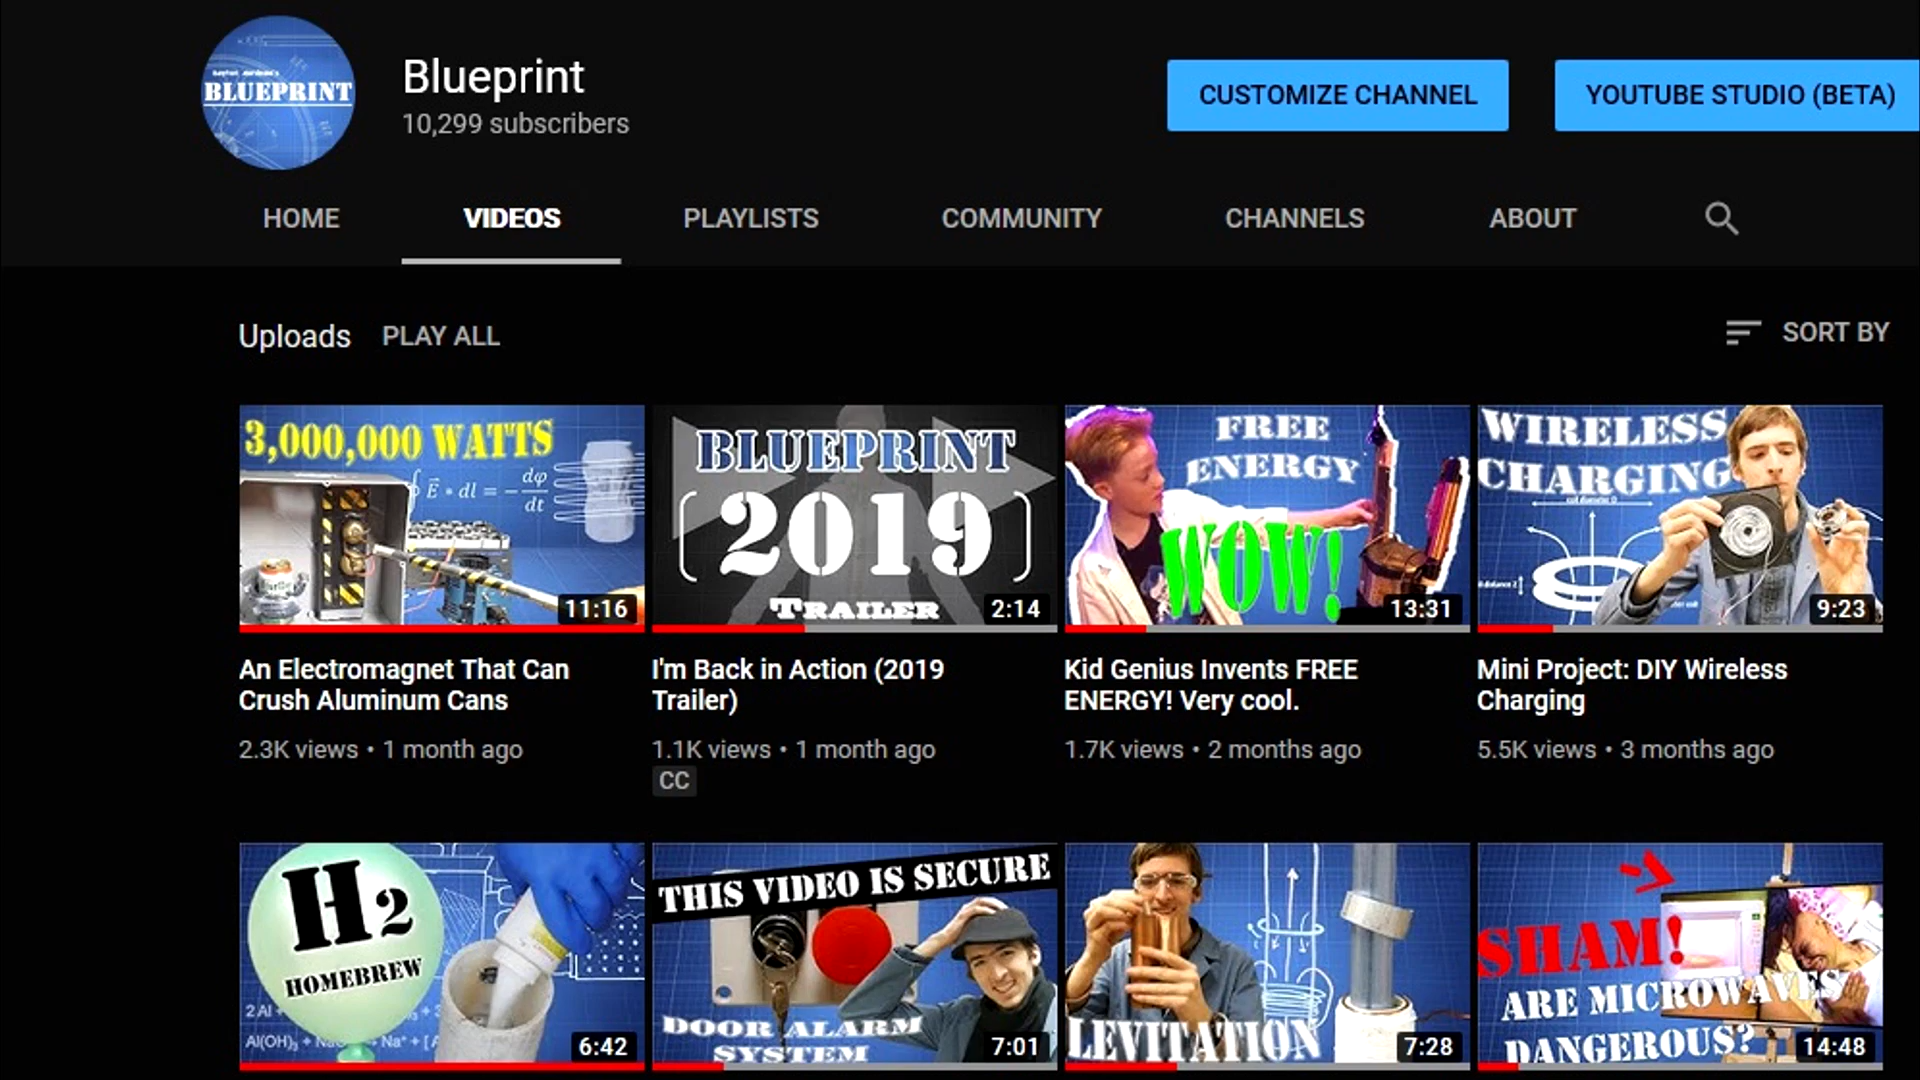 BLUEPRINT
Blueprint
10,299 subscribers
CUSTOMIZE CHANNEL
YOUTUBE STUDIO (BETA)
HOME
VIDEOS
PLAYLISTS
COMMUNITY
CHANNELS
ABOUT
Uploads
PLAY ALL
SORT BY
3,000,000 WATTS
11:16
BLUEPRINT
(2019)
TRAILER
2:14
FREE
ENERGY
WOW!
13:31
WIRELESS
CHARGING
9:23
An Electromagnet That Can
Crush Aluminum Cans
2.3K views • 1 month ago
I'm Back in Action (2019
Trailer)
1.1K views • 1 month ago
CC
Kid Genius Invents FREE
ENERGY! Very cool.
1.7K views • 2 months ago
Mini Project: DIY Wireless
Charging
5.5K views • 3 months ago
H2
HOMEBREW
6:42
THIS VIDEO IS SECURE
DOOR ALARM
SYSTEM
7:01
LEVITATION
7:28
SHAM!
ARE MICROWAVES
DANGEROUS?
14:48